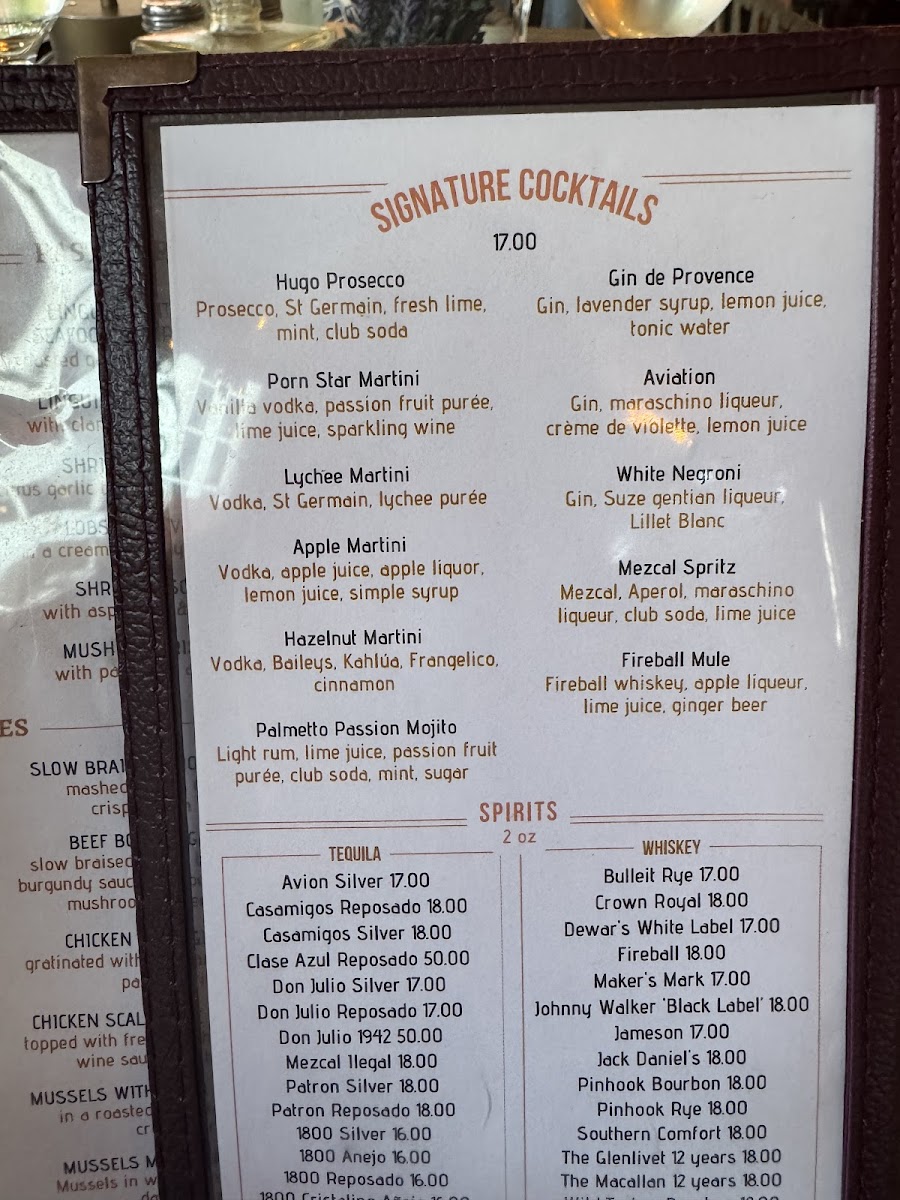 SIGNATURE COCKTAILS
17.00
Hugo Prosecco
Prosecco, St Germain, fresh lime,
mint, club soda
Porn Star Martini
Vanilla vodka, passion fruit purée,
lime juice, sparkling wine
Lychee Martini
Vodka, St Germain, lychee purée
Apple Martini
Vodka, apple juice, apple liquor,
lemon juice, simple syrup
Hazelnut Martini
Vodka, Baileys, Kahlúa, Frangelico,
cinnamon
Palmetto Passion Mojito
Light rum, lime juice, passion fruit
purée, club soda, mint, sugar
Gin de Provence
Gin, lavender syrup, lemon juice,
tonic water
Aviation
Gin, maraschino liqueur,
crème de violette, lemon juice
White Negroni
Gin, Suze gentian liqueur,
Lillet Blanc
Mezcal Spritz
Mezcal, Aperol, maraschino
liqueur, club soda, lime juice
Fireball Mule
Fireball whiskey, apple liqueur,
lime juice, ginger beer
SPIRITS
2 oz
TEQUILA
Avion Silver 17.00
Casamigos Reposado 18.00
Casamigos Silver 18.00
Clase Azul Reposado 50.00
Don Julio Silver 17.00
Don Julio Reposado 17.00
Don Julio 1942 50.00
Mezcal Ilegal 18.00
Patron Silver 18.00
Patron Reposado 18.00
1800 Silver 16.00
1800 Anejo 16.00
1800 Reposado 16.00
1800 Cristalino
WHISKEY
Bulleit Rye 17.00
Crown Royal 18.00
Dewar's White Label 17.00
Fireball 18.00
Maker's Mark 17.00
Johnny Walker 'Black Label' 18.00
Jameson 17.00
Jack Daniel's 18.00
Pinhook Bourbon 18.00
Pinhook Rye 18.00
Southern Comfort 18.00
The Glenlivet 12 years 18.00
The Macallan 12 years 18.00
with
SLOW
mashed
BEEF
slow braised
burgundy
CHICKEN
gratinated with
CHICKEN
topped with
wine
MUSSELS WITH
in a roasted
MUSSELS
Mussels in